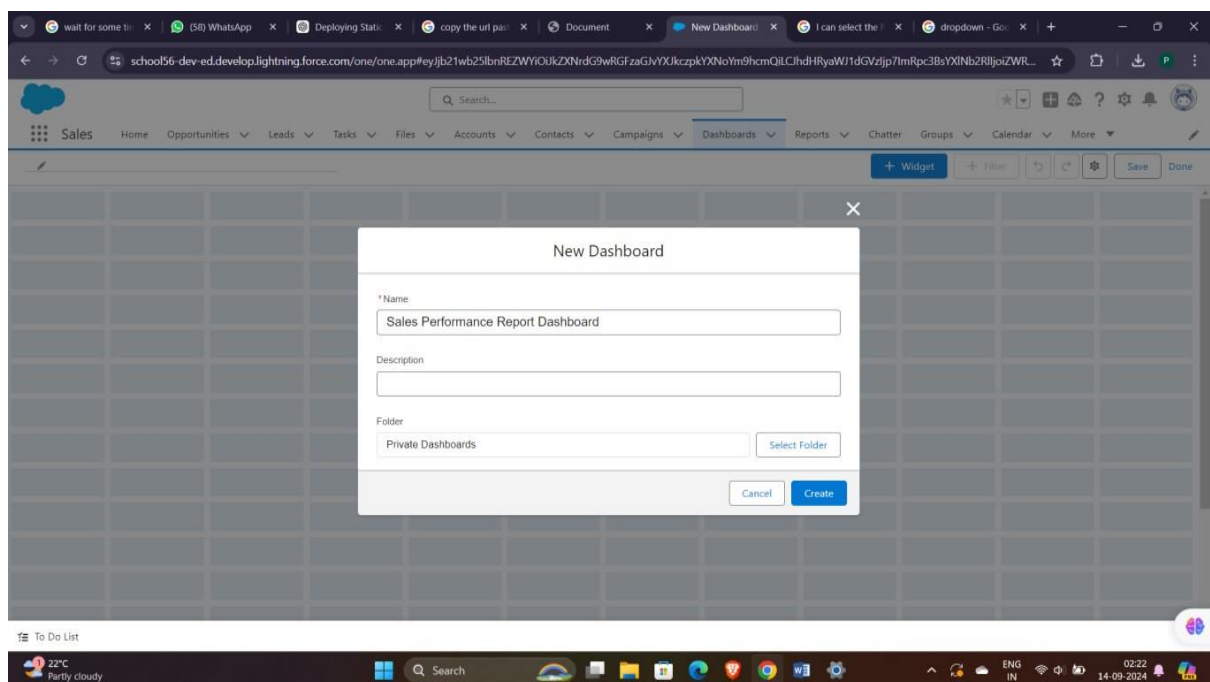 wait for some tim
(58) WhatsApp
Deploying Static
copy the url past
Document
New Dashboard
I can select the f
dropdown - Goo
school56-dev-ed.develop.lightning.force.com/one/one.app#
Search...
Sales
Home
Opportunities
Leads
Tasks
Files
Accounts
Contacts
Campaigns
Dashboards
Reports
Chatter
Groups
Calendar
More
+ Widget
+ Filter
Save
Done
New Dashboard
*Name
Sales Performance Report Dashboard
Description
Folder
Private Dashboards
Select Folder
Cancel
Create
To Do List
22°C
Partly cloudy
Search
ENG
IN
02:22
14-09-2024